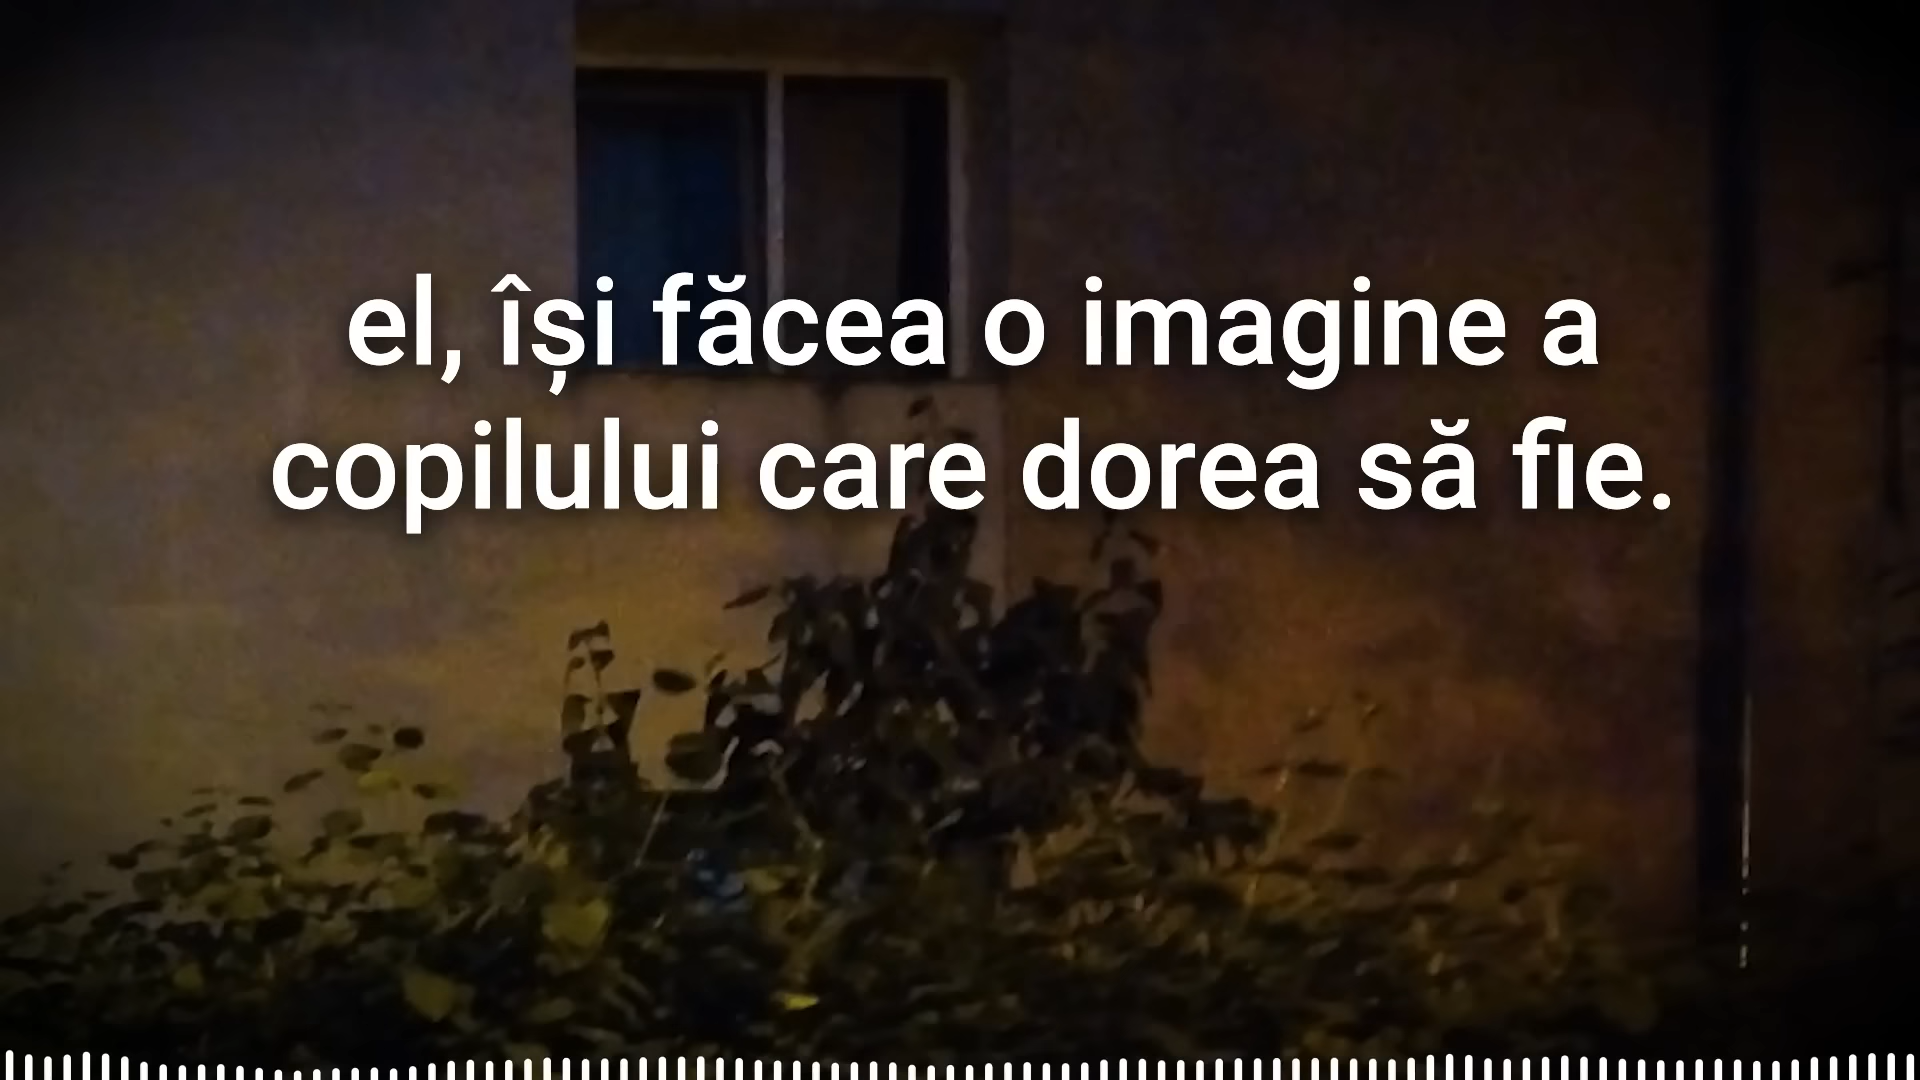 el, își făcea o imagine a
copilului care dorea să fie.